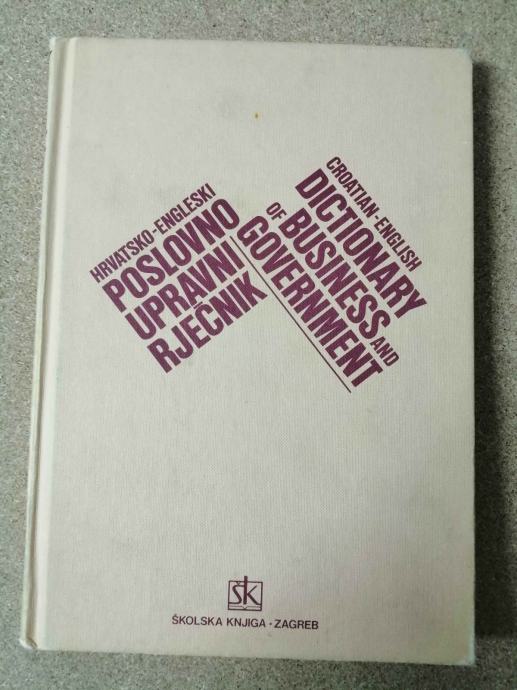 HRVATSKO-ENGLESKI
POSLOVNO
UPRAVNI
RJEČNIK
CROATIAN-ENGLISH
DICTIONARY
OF BUSINESS AND
GOVERNMENT
šk
ŠKOLSKA KNJIGA · ZAGREB